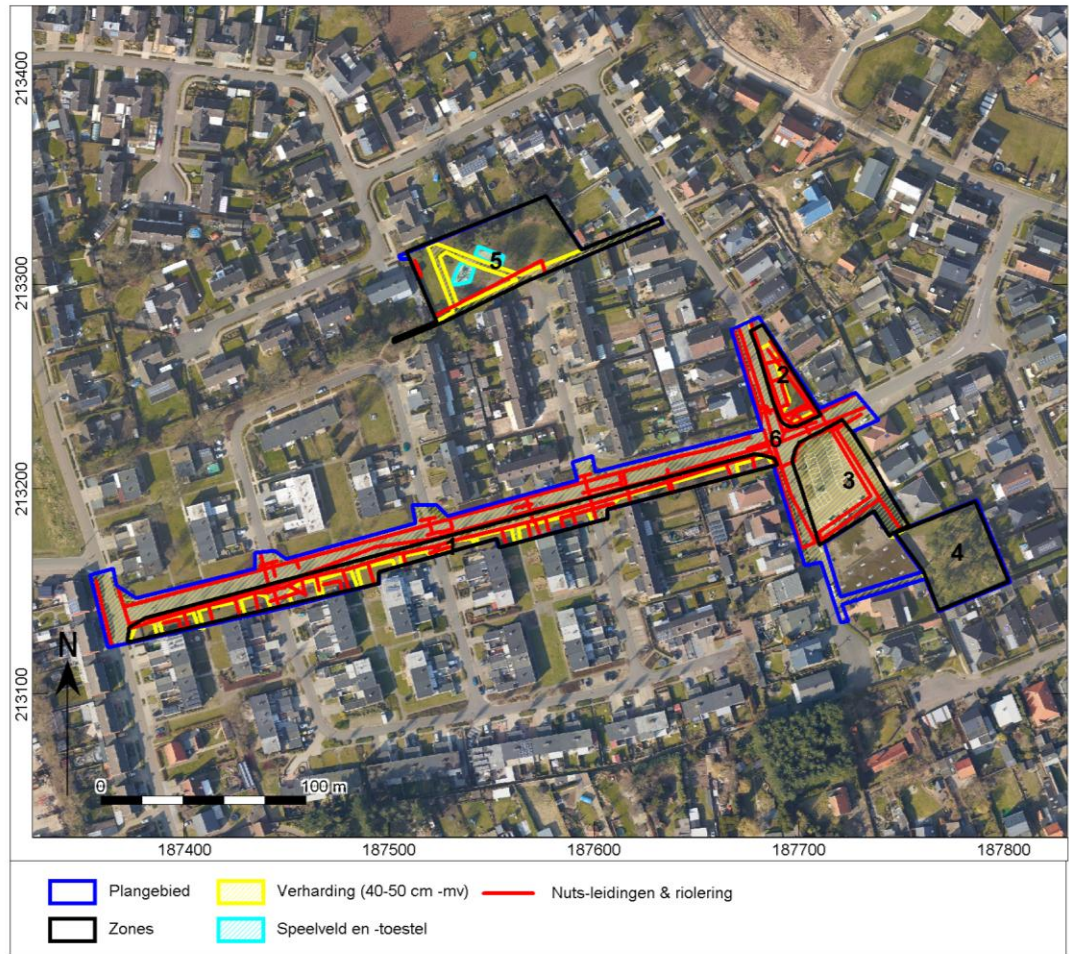 213400
213300
213200
213100
5
2
6
3
1
4
N
0
100 m
187400
187500
187600
187700
187800
Plangebied
Verharding (40-50 cm -mv)
Nuts-leidingen & riolering
Zones
Speelveld en -toestel